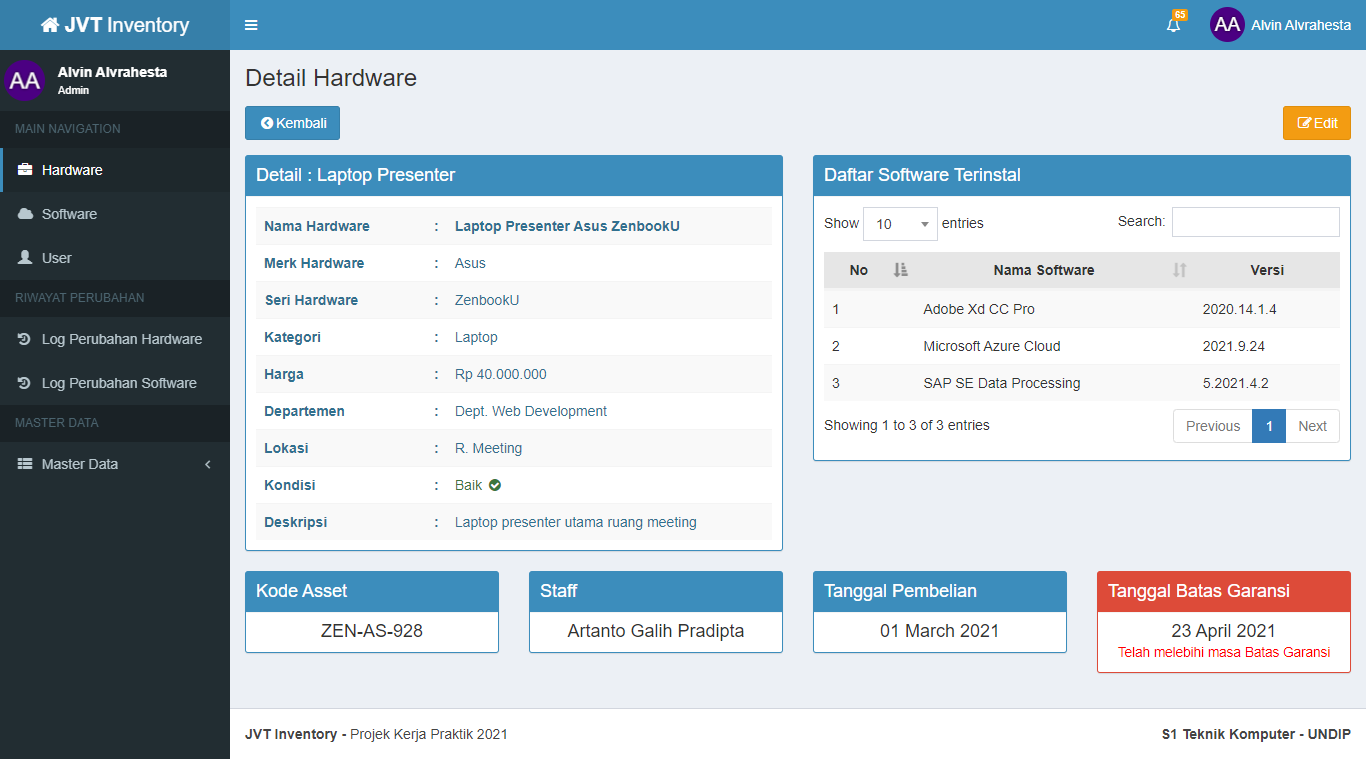 JVT Inventory
65
AA Alvin Alvrahesta
AA
Alvin Alvrahesta
Admin
MAIN NAVIGATION
Hardware
Software
User
RIWAYAT PERUBAHAN
Log Perubahan Hardware
Log Perubahan Software
MASTER DATA
Master Data
Detail Hardware
Kembali
Edit
Detail : Laptop Presenter
Nama Hardware : Laptop Presenter Asus ZenbookU
Merk Hardware : Asus
Seri Hardware : ZenbookU
Kategori : Laptop
Harga : Rp 40.000.000
Departemen : Dept. Web Development
Lokasi : R. Meeting
Kondisi : Baik
Deskripsi : Laptop presenter utama ruang meeting
Daftar Software Terinstal
Show 10 entries Search:
No Nama Software Versi
1 Adobe Xd CC Pro 2020.14.1.4
2 Microsoft Azure Cloud 2021.9.24
3 SAP SE Data Processing 5.2021.4.2
Showing 1 to 3 of 3 entries Previous 1 Next
Kode Asset
ZEN-AS-928
Staff
Artanto Galih Pradipta
Tanggal Pembelian
01 March 2021
Tanggal Batas Garansi
23 April 2021
Telah melebihi masa Batas Garansi
JVT Inventory - Projek Kerja Praktik 2021
S1 Teknik Komputer - UNDIP